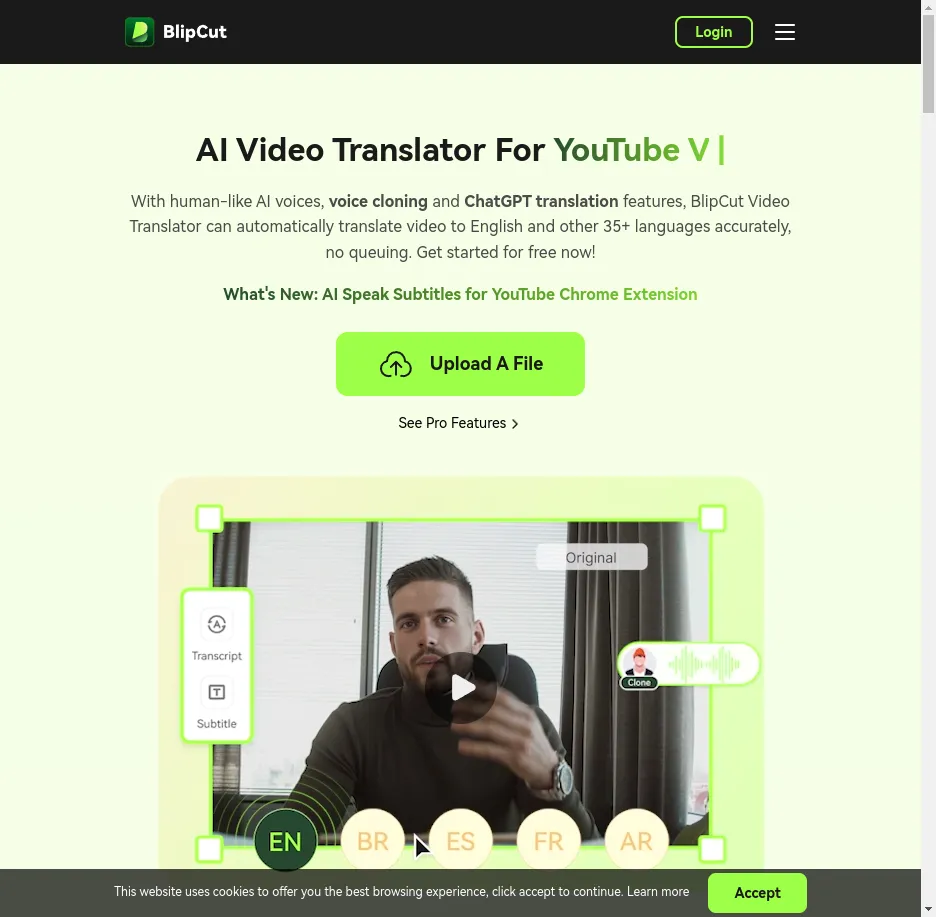 BlipCut
Login
AI Video Translator For YouTube V
With human-like AI voices, voice cloning and ChatGPT translation features, BlipCut Video
Translator can automatically translate video to English and other 35+ languages accurately,
no queuing. Get started for free now!
What's New: AI Speak Subtitles for YouTube Chrome Extension
Upload A File
See Pro Features
Original
Transcript
Clone
Subtitle
EN
BR
ES
FR
AR
This website uses cookies to offer you the best browsing experience, click accept to continue. Learn more
Accept